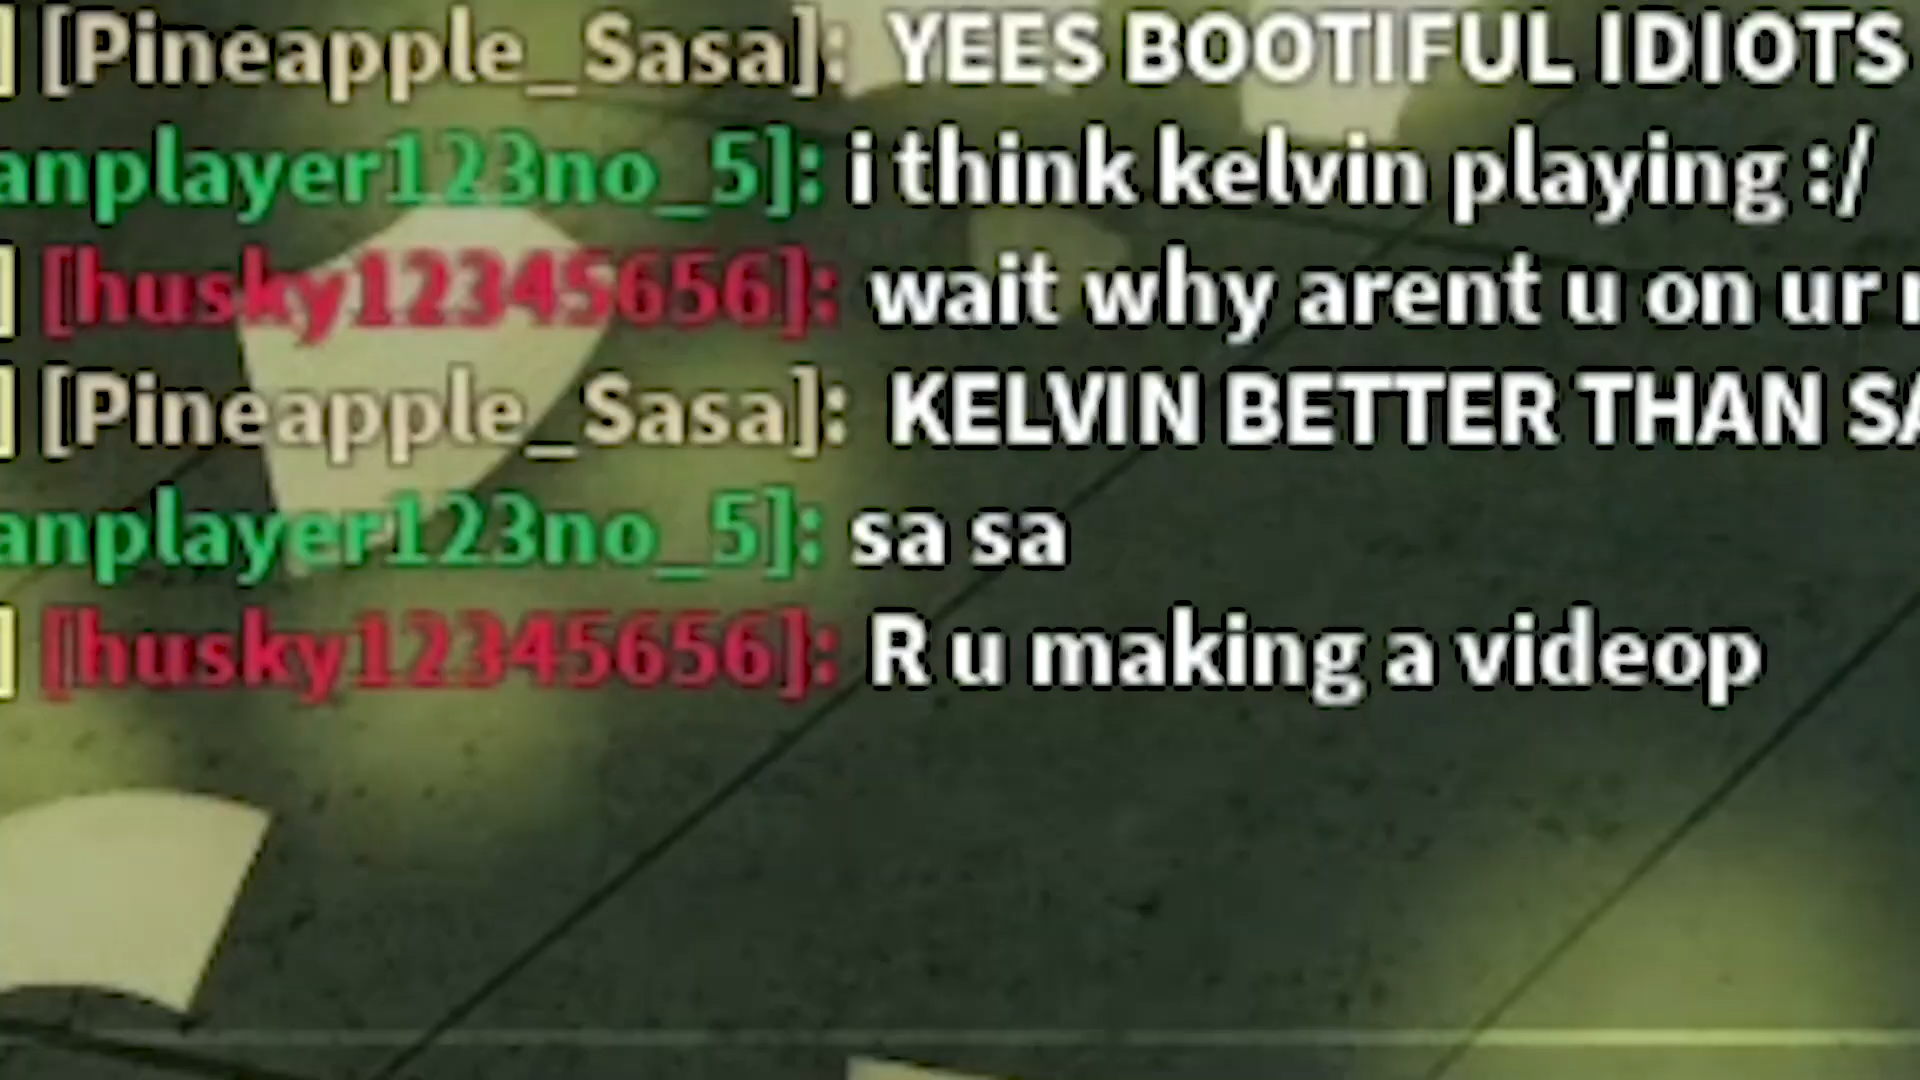 ] [Pineapple_Sasa]: YEES BOOTIFUL IDIOTS
anplayer123no_5]: i think kelvin playing :/
] [husky12345656]: wait why arent u on ur
] [Pineapple_Sasa]: KELVIN BETTER THAN SA
anplayer123no_5]: sa sa
] [husky12345656]: R u making a videop